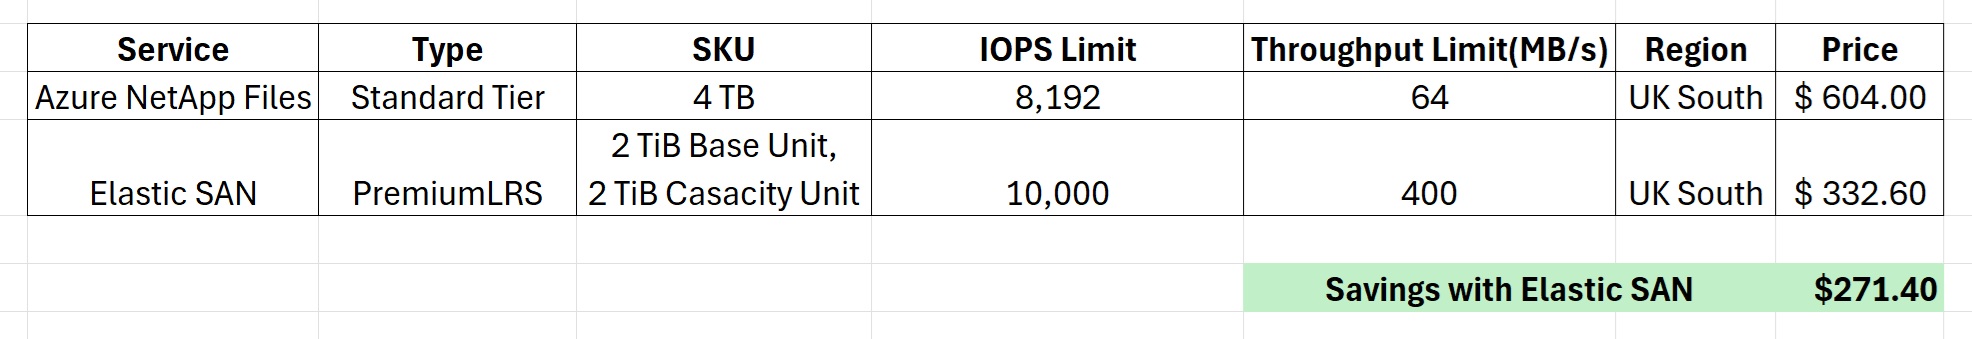 Service Type SKU IOPS Limit Throughput Limit(MB/s) Region Price
Azure NetApp Files Standard Tier 4 TB 8,192 64 UK South $ 604.00
2 TiB Base Unit,
Elastic SAN PremiumLRS 2 TiB Casacity Unit 10,000 400 UK South $ 332.60
Savings with Elastic SAN $271.40